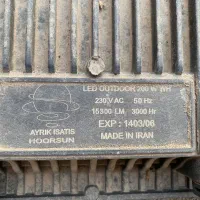 LED OUTDOOR 200 W WH
230 V AC 50 Hz
15300 LM, 3000 Hr
EXP : 1403/06
MADE IN IRAN
AYRIK ISATIS
HOORSUN